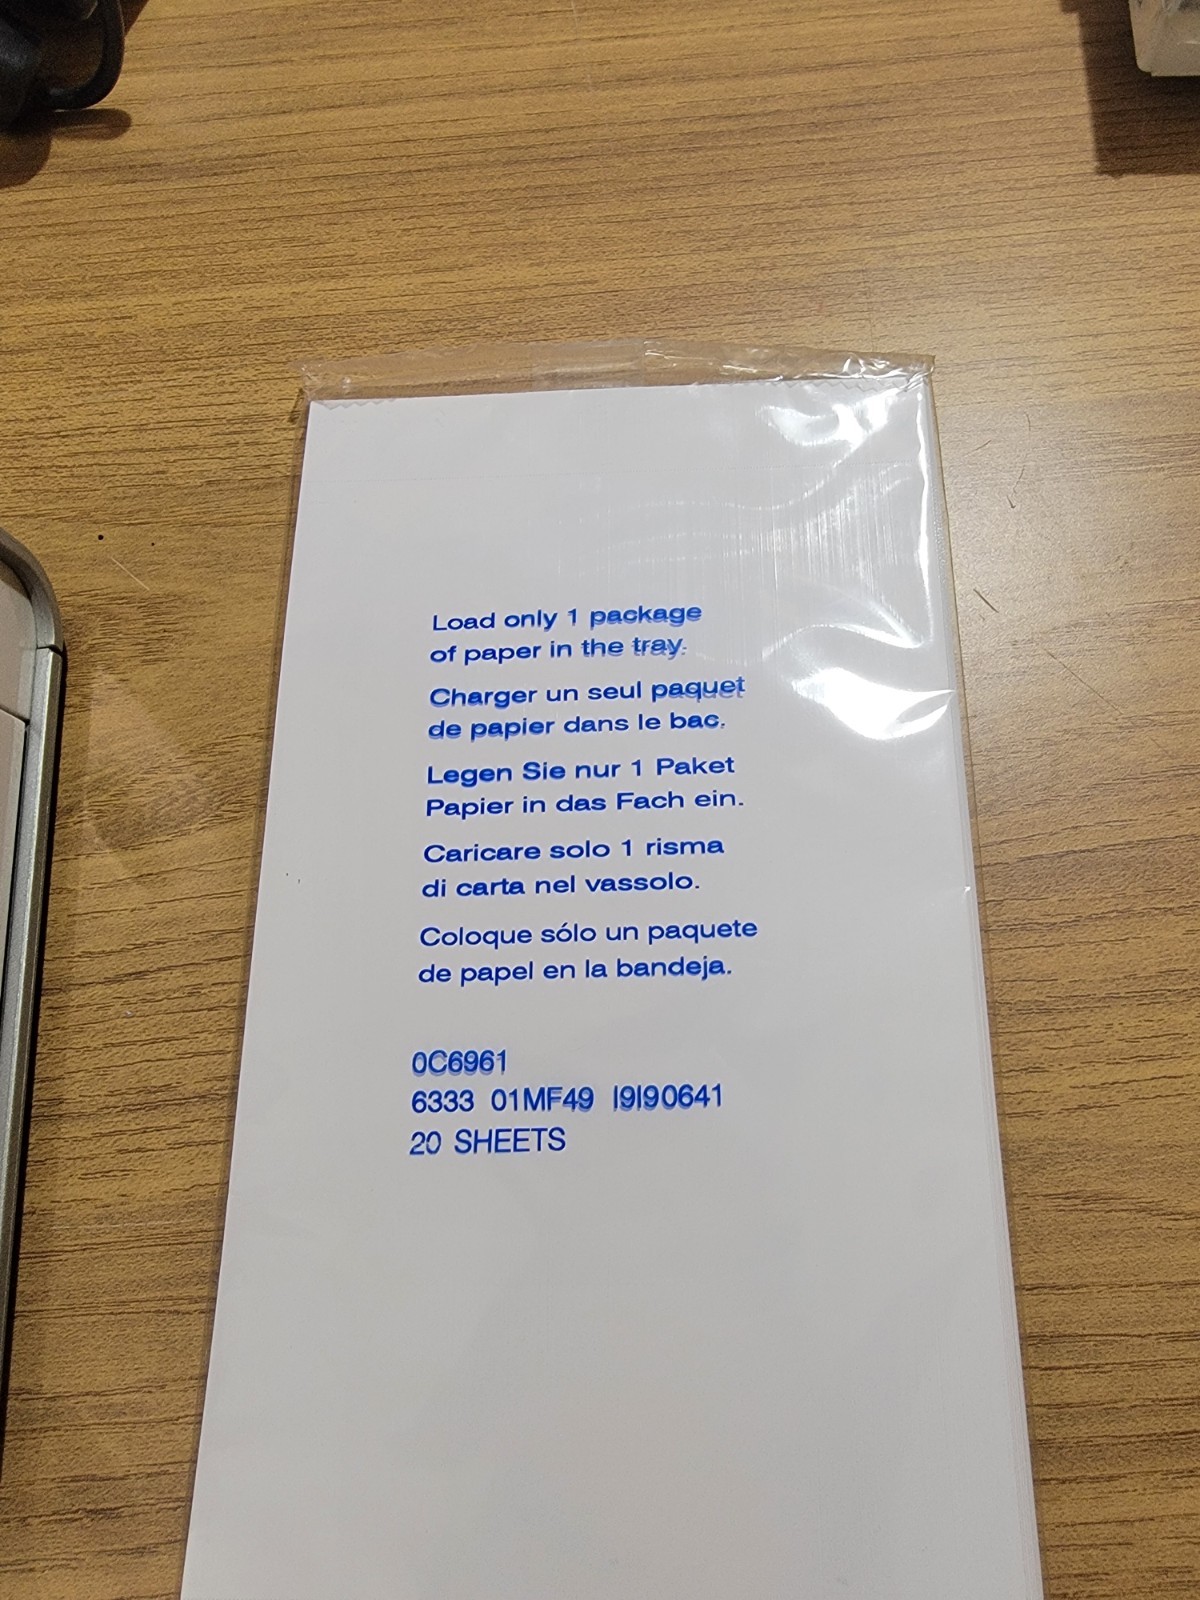 Load only 1 package
of paper in the tray.
Charger un seul paquet
de papier dans le bac.
Legen Sie nur 1 Paket
Papier in das Fach ein.
Caricare solo 1 risma
di carta nel vassolo.
Coloque sólo un paquete
de papel en la bandeja.
0C6961
6333 01MF49 I9I90641
20 SHEETS